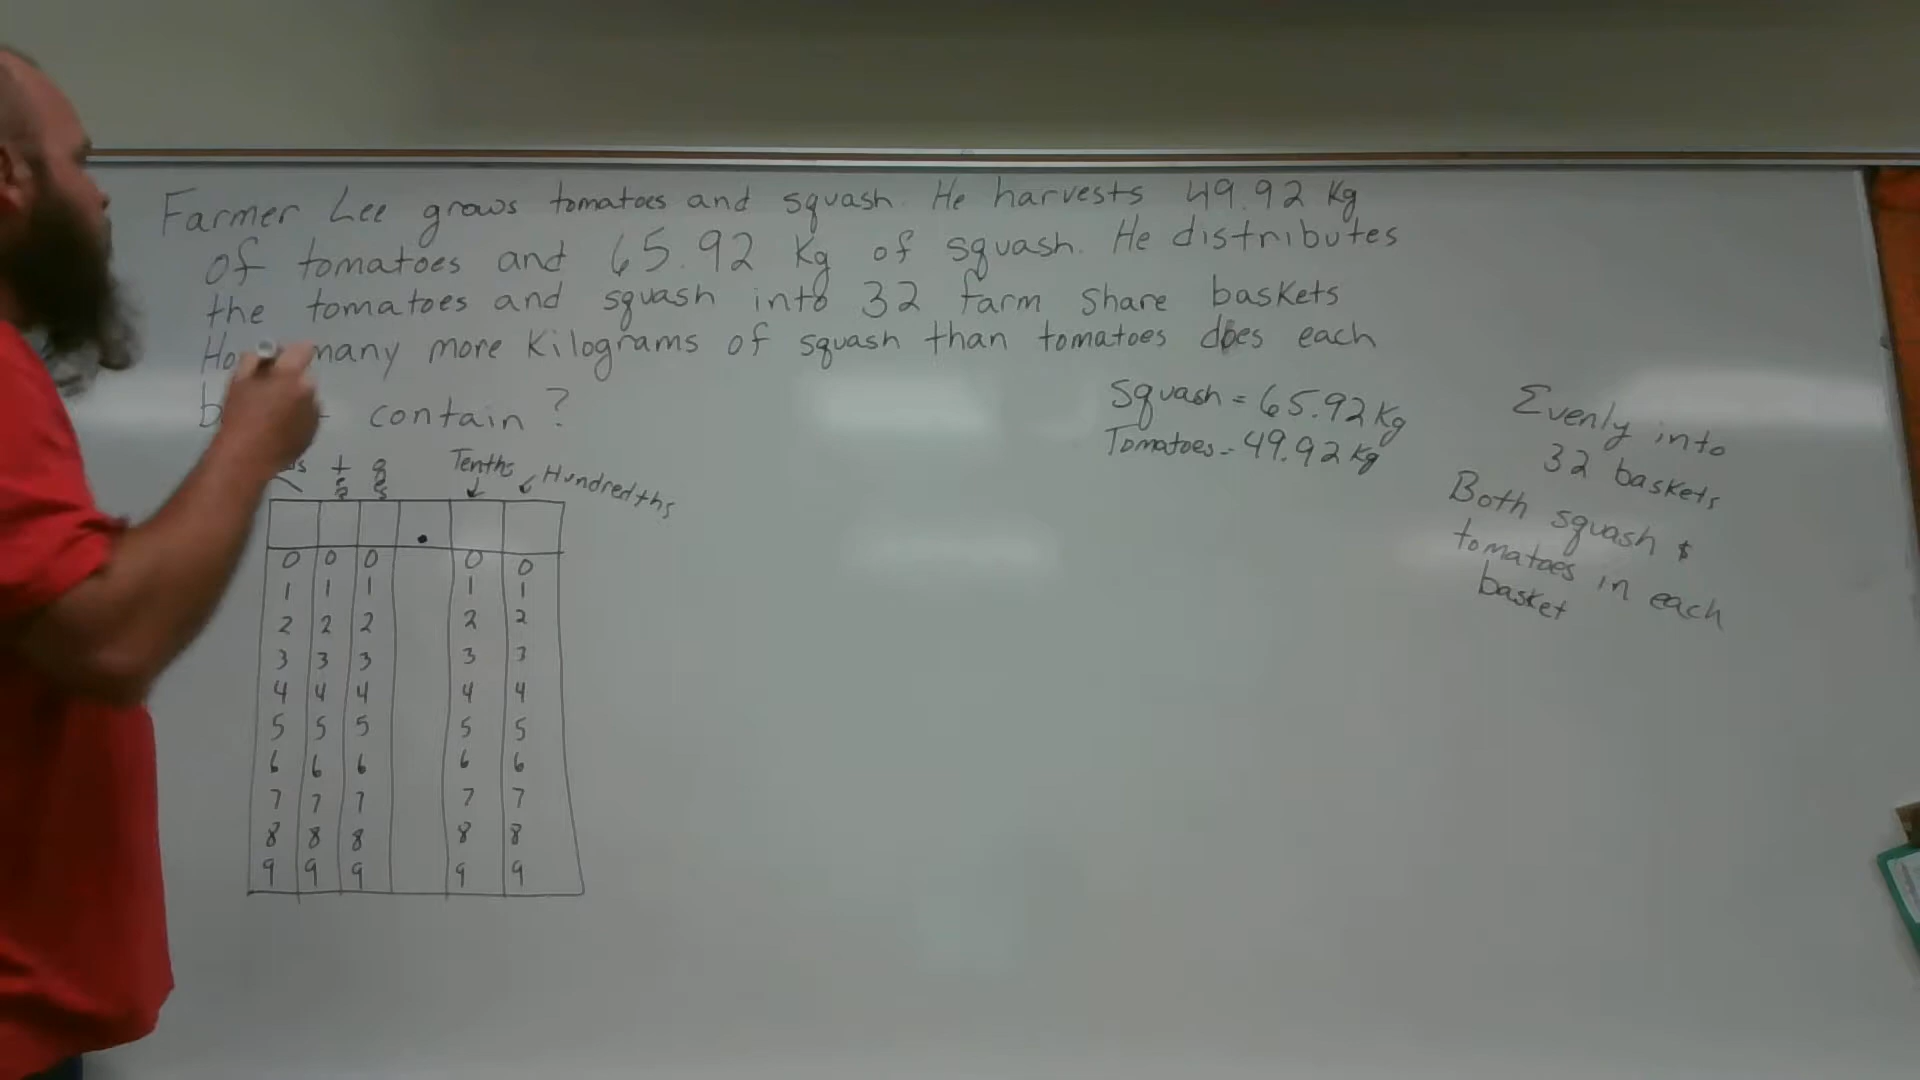 Farmer Lee grows tomatoes and squash. He harvests 49.92 Kg
of tomatoes and 65.92 Kg of squash. He distributes
the tomatoes and squash into 32 farm share baskets
many more Kilograms of squash than tomatoes does each
contain?
Squash = 65.92 Kg
Tomatoes = 49.92 Kg
Evenly into
32 baskets
Both squash &
tomatoes in each
basket
Tenths Hundredths
.
0 0 0 0 0
1 1 1 1 1
2 2 2 2 2
3 3 3 3 3
4 4 4 4 4
5 5 5 5 5
6 6 6 6 6
7 7 7 7 7
8 8 8 8 8
9 9 9 9 9